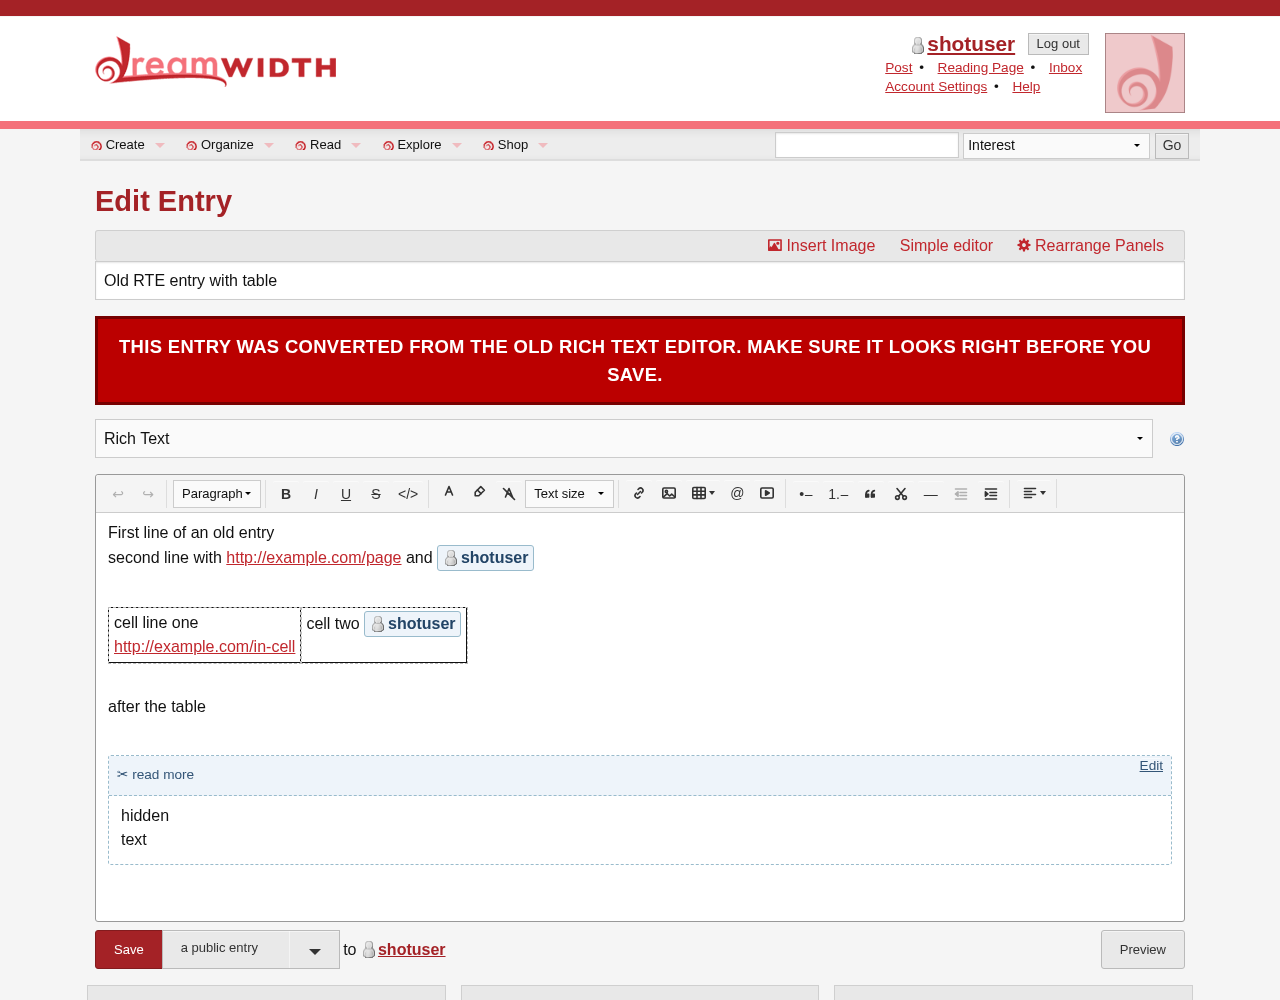 dreamWIDTH
shotuser Log out
Post • Reading Page • Inbox
Account Settings • Help
Create Organize Read Explore Shop Interest Go
Edit Entry
Insert Image Simple editor Rearrange Panels
Old RTE entry with table
THIS ENTRY WAS CONVERTED FROM THE OLD RICH TEXT EDITOR. MAKE SURE IT LOOKS RIGHT BEFORE YOU
SAVE.
Rich Text
Paragraph B I U S </> A A Text size @ •– 1.– —
First line of an old entry
second line with http://example.com/page and shotuser
cell line one cell two shotuser
http://example.com/in-cell
after the table
✂ read more Edit
hidden
text
Save a public entry to shotuser Preview